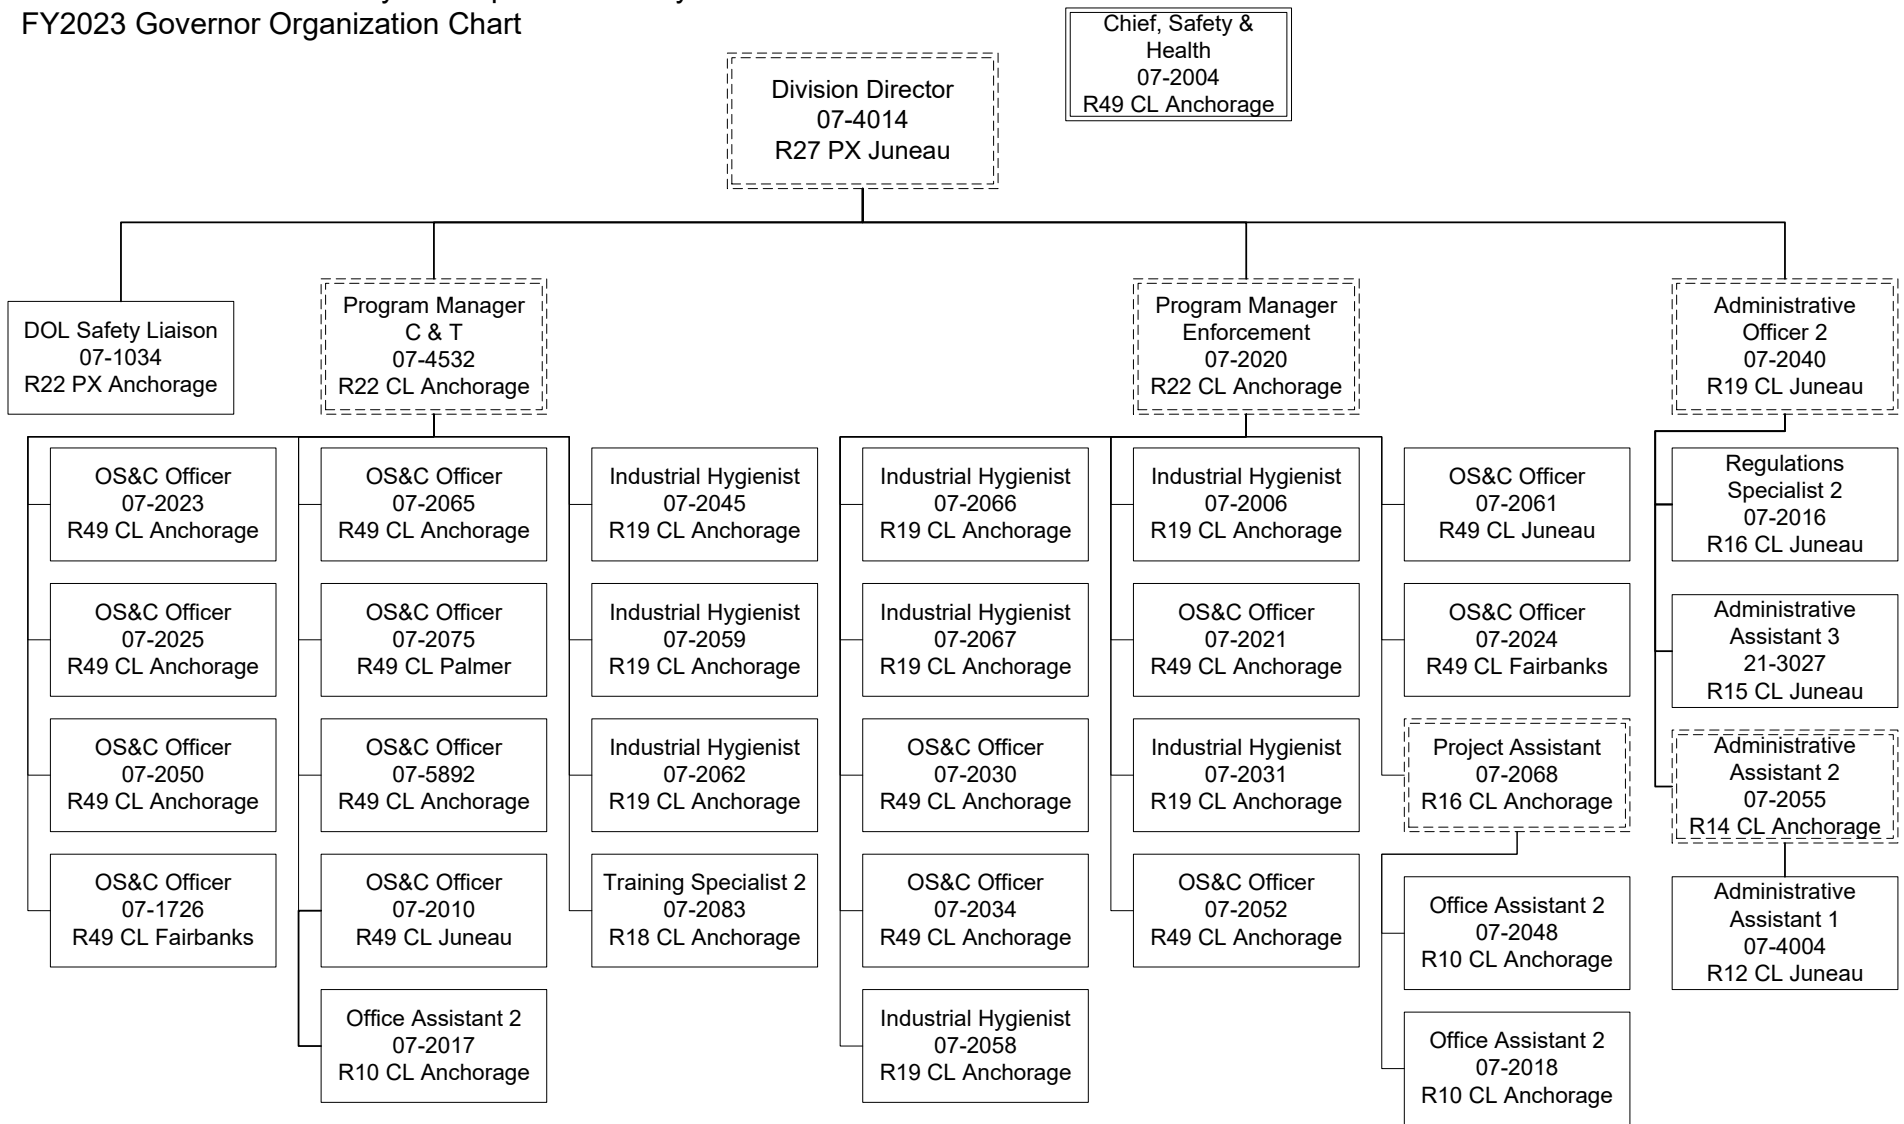 FY2023 Governor Organization Chart
Chief, Safety &
Health
07-2004
R49 CL Anchorage
Division Director
07-4014
R27 PX Juneau
DOL Safety Liaison
07-1034
R22 PX Anchorage
Program Manager
C & T
07-4532
R22 CL Anchorage
Program Manager
Enforcement
07-2020
R22 CL Anchorage
Administrative
Officer 2
07-2040
R19 CL Juneau
OS&C Officer
07-2023
R49 CL Anchorage
OS&C Officer
07-2025
R49 CL Anchorage
OS&C Officer
07-2050
R49 CL Anchorage
OS&C Officer
07-1726
R49 CL Fairbanks
OS&C Officer
07-2065
R49 CL Anchorage
OS&C Officer
07-2075
R49 CL Palmer
OS&C Officer
07-5892
R49 CL Anchorage
OS&C Officer
07-2010
R49 CL Juneau
Office Assistant 2
07-2017
R10 CL Anchorage
Industrial Hygienist
07-2045
R19 CL Anchorage
Industrial Hygienist
07-2059
R19 CL Anchorage
Industrial Hygienist
07-2062
R19 CL Anchorage
Training Specialist 2
07-2083
R18 CL Anchorage
Industrial Hygienist
07-2066
R19 CL Anchorage
Industrial Hygienist
07-2067
R19 CL Anchorage
OS&C Officer
07-2030
R49 CL Anchorage
OS&C Officer
07-2034
R49 CL Anchorage
Industrial Hygienist
07-2058
R19 CL Anchorage
Industrial Hygienist
07-2006
R19 CL Anchorage
OS&C Officer
07-2021
R49 CL Anchorage
Industrial Hygienist
07-2031
R19 CL Anchorage
OS&C Officer
07-2052
R49 CL Anchorage
OS&C Officer
07-2061
R49 CL Juneau
OS&C Officer
07-2024
R49 CL Fairbanks
Project Assistant
07-2068
R16 CL Anchorage
Office Assistant 2
07-2048
R10 CL Anchorage
Office Assistant 2
07-2018
R10 CL Anchorage
Regulations
Specialist 2
07-2016
R16 CL Juneau
Administrative
Assistant 3
21-3027
R15 CL Juneau
Administrative
Assistant 2
07-2055
R14 CL Anchorage
Administrative
Assistant 1
07-4004
R12 CL Juneau